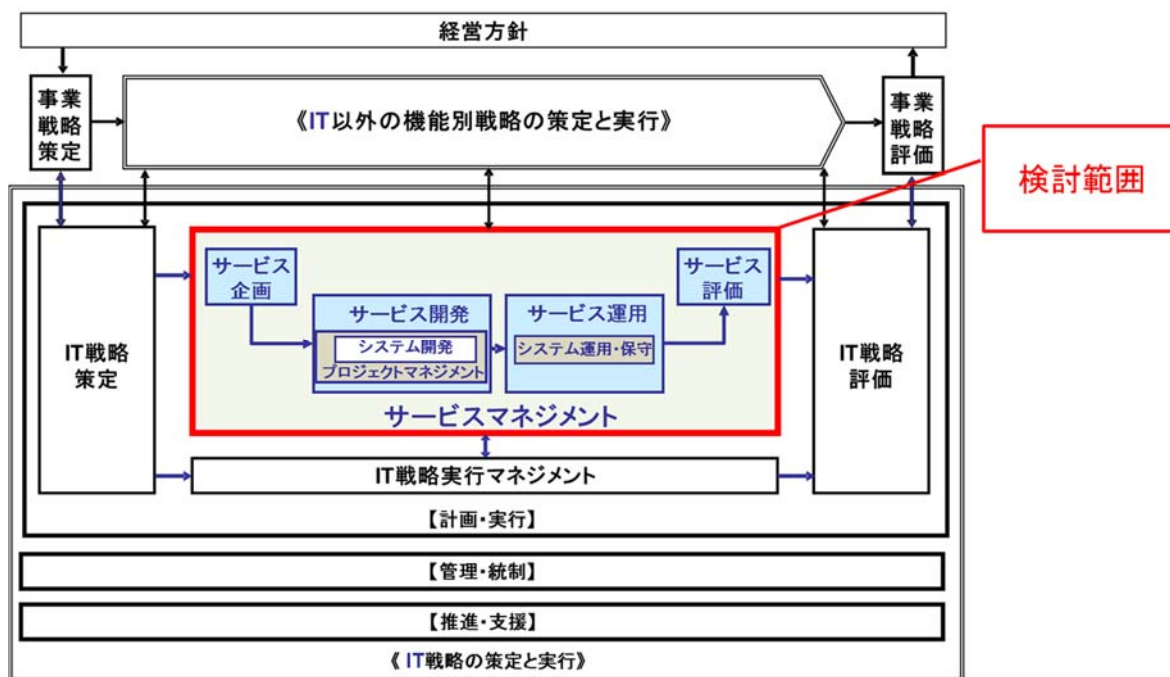 経営方針
事業
戦略
策定
《IT以外の機能別戦略の策定と実行》
事業
戦略
評価
検討範囲
サービス
企画
サービス開発
システム開発
プロジェクトマネジメント
サービス運用
システム運用・保守
サービス
評価
サービスマネジメント
IT戦略
策定
IT戦略
評価
IT戦略実行マネジメント
【計画・実行】
【管理・統制】
【推進・支援】
《 IT戦略の策定と実行》